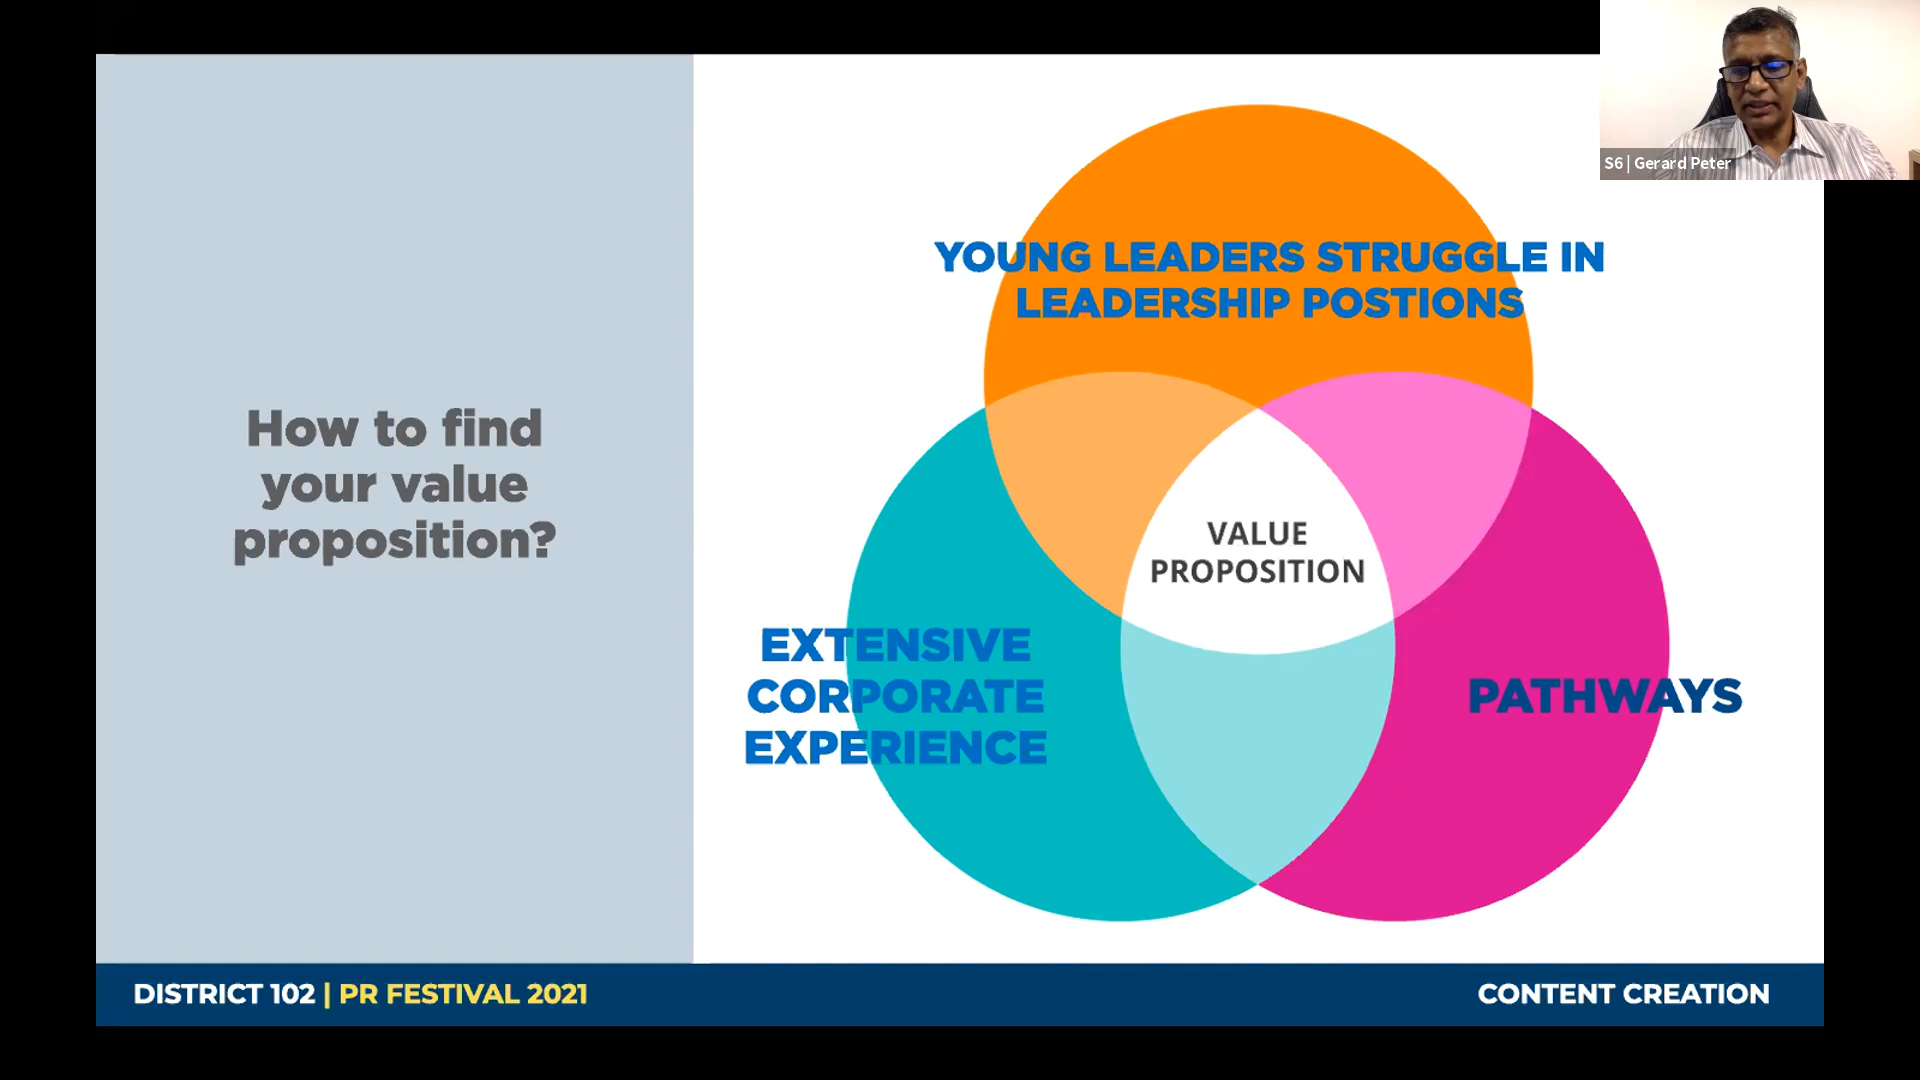 S6 | Gerard Peter
How to find
your value
proposition?
YOUNG LEADERS STRUGGLE IN
LEADERSHIP POSTIONS
VALUE
PROPOSITION
EXTENSIVE
CORPORATE
EXPERIENCE
PATHWAYS
DISTRICT 102 | PR FESTIVAL 2021
CONTENT CREATION